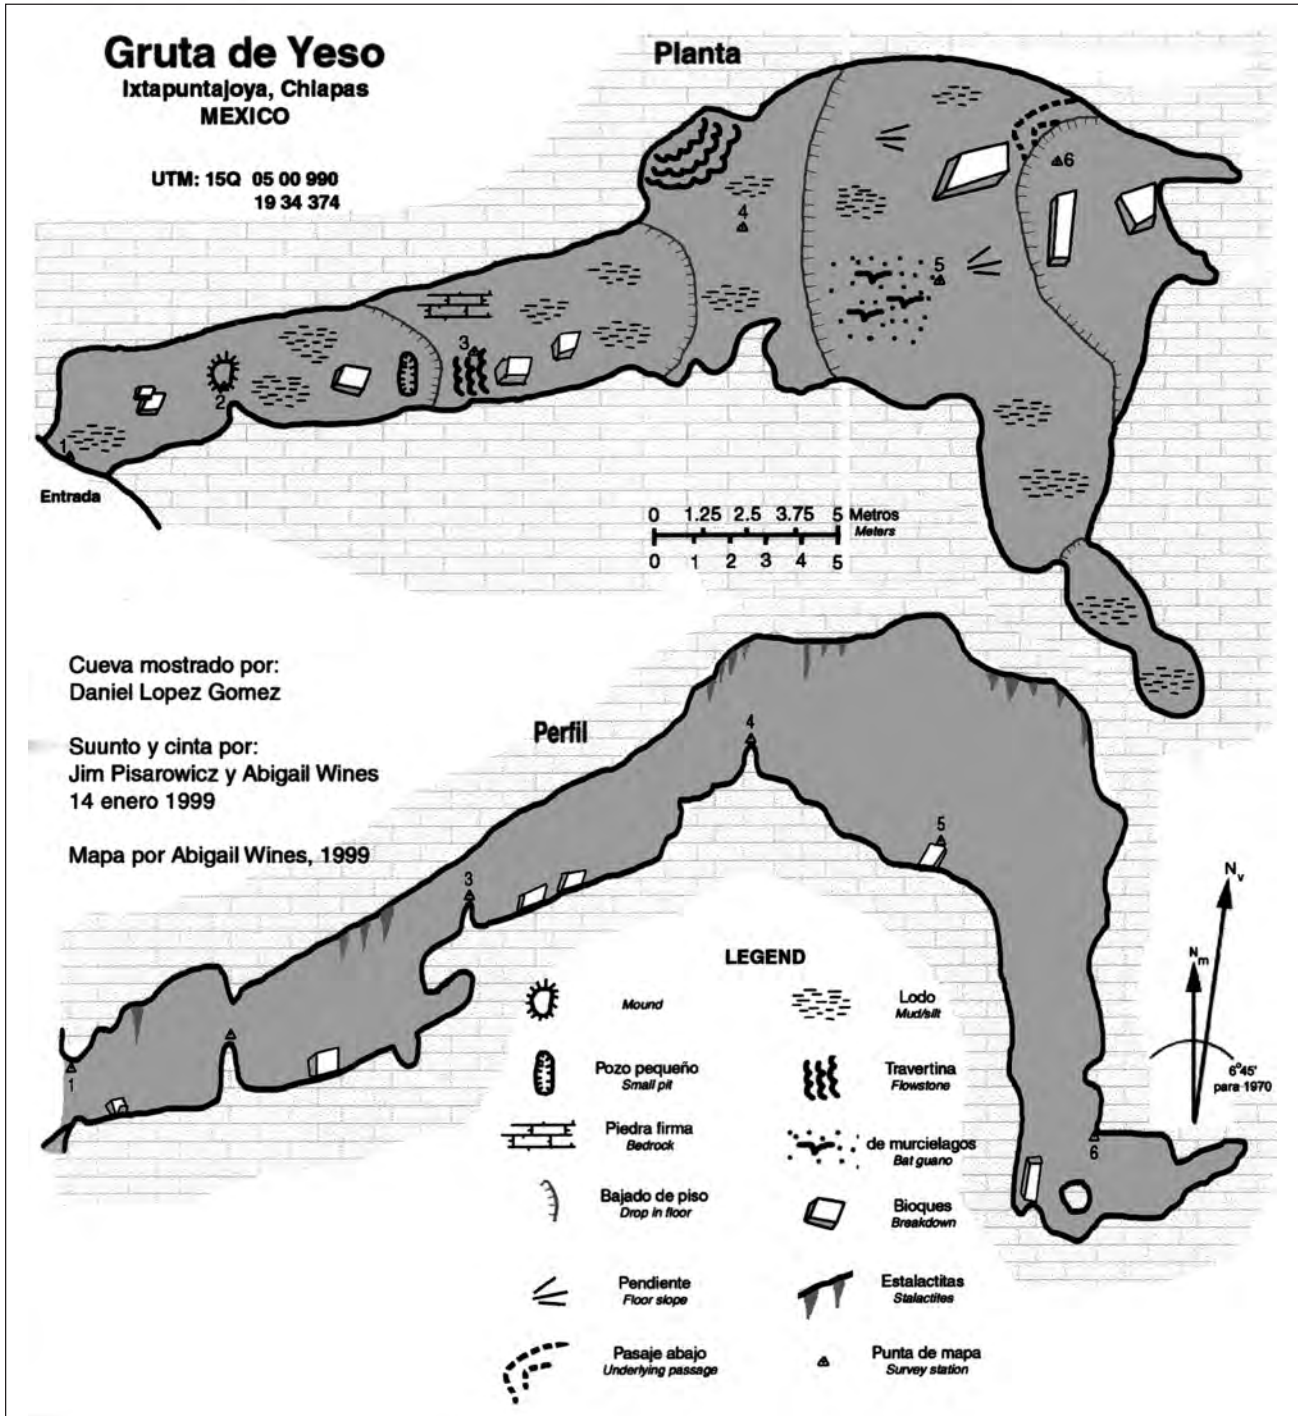 Gruta de Yeso
Ixtapuntajoya, Chiapas
MEXICO
UTM: 15Q 05 00 990
19 34 374
Planta
1
2
3
4
5
6
Entrada
0 1.25 2.5 3.75 5 Metros
Meters
0 1 2 3 4 5
Cueva mostrado por:
Daniel Lopez Gomez
Suunto y cinta por:
Jim Pisarowicz y Abigail Wines
14 enero 1999
Mapa por Abigail Wines, 1999
Perfil
1
3
4
5
6
Nv
Nm
6°45'
para 1970
LEGEND
Mound
Lodo
Mud/silt
Pozo pequeño
Small pit
Travertina
Flowstone
Piedra firma
Bedrock
de murcielagos
Bat guano
Bajado de piso
Drop in floor
Bioques
Breakdown
Pendiente
Floor slope
Estalactitas
Stalactites
Pasaje abajo
Underlying passage
Punta de mapa
Survey station